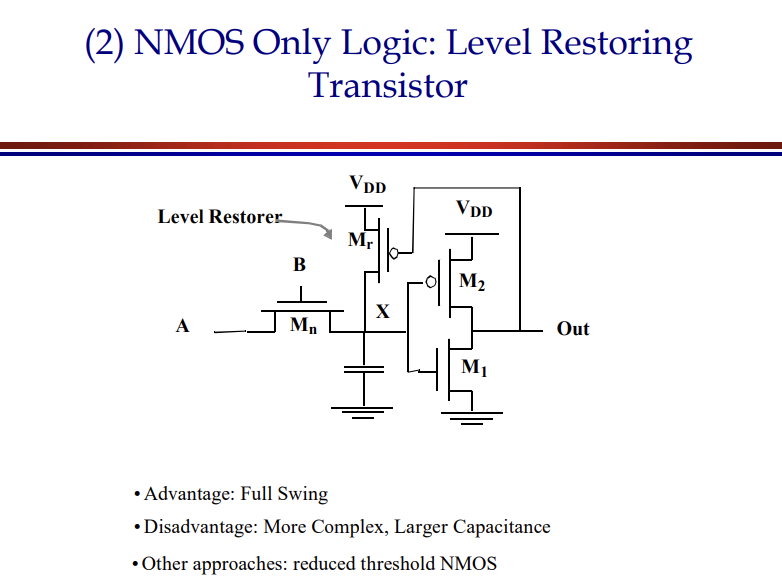 (2) NMOS Only Logic: Level Restoring
Transistor
VDD
Level Restorer
VDD
Mr
B
M2
X
A
Mn
Out
M1
• Advantage: Full Swing
• Disadvantage: More Complex, Larger Capacitance
• Other approaches: reduced threshold NMOS